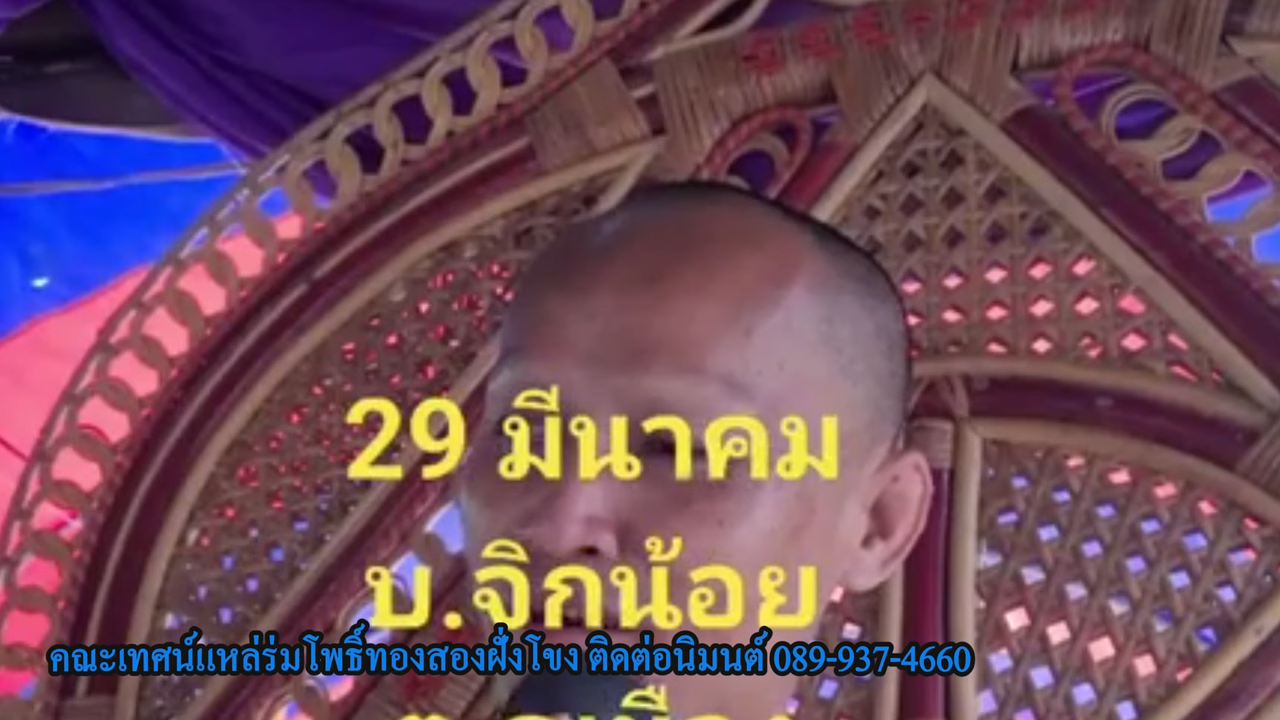 29 มีนาคม
บ.จิกน้อย
คณะเทศน์แหล่ร่มโพธิ์ทองสองฝั่งโขง ติดต่อนิมนต์ 089-937-4660